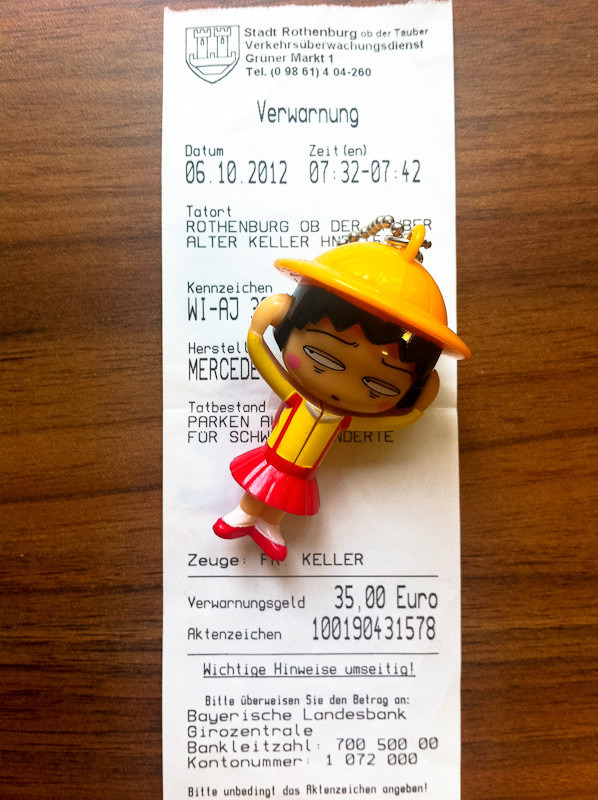 Stadt Rothenburg ob der Tauber
Verkehrsüberwachungsdienst
Grüner Markt 1
Tel. (0 98 61) 4 04-260
Verwarnung
Datum Zeit(en)
06.10.2012 07:32-07:42
Tatort
ROTHENBURG OB DER
ALTER KELLER
Kennzeichen
WI-AJ
Herstell
MERCEDE
Tatbestand
PARKEN
FÜR SCHW
Zeuge: FR. KELLER
Verwarnungsgeld 35,00 Euro
Aktenzeichen 100190431578
Wichtige Hinweise umseitig!
Bitte überweisen Sie den Betrag an:
Bayerische Landesbank
Girozentrale
Bankleitzahl: 700 500 00
Kontonummer: 1 072 000
Bitte unbedingt das Aktenzeichen angeben!